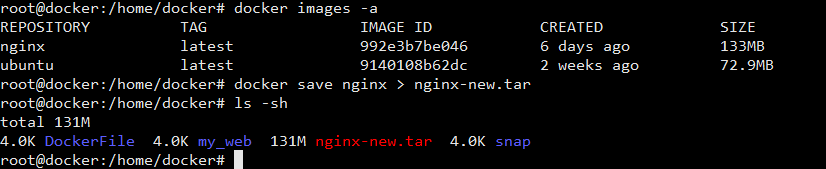 root@docker:/home/docker# docker images -a
REPOSITORY TAG IMAGE ID CREATED SIZE
nginx latest 992e3b7be046 6 days ago 133MB
ubuntu latest 9140108b62dc 2 weeks ago 72.9MB
root@docker:/home/docker# docker save nginx > nginx-new.tar
root@docker:/home/docker# ls -sh
total 131M
4.0K DockerFile 4.0K my_web 131M nginx-new.tar 4.0K snap
root@docker:/home/docker#